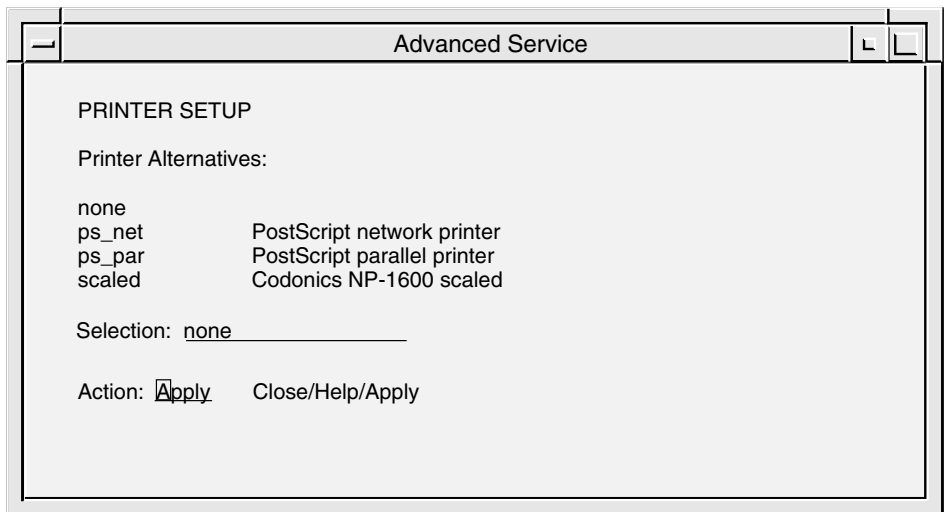 Advanced Service
PRINTER SETUP
Printer Alternatives:
none
ps_net PostScript network printer
ps_par PostScript parallel printer
scaled Codonics NP-1600 scaled
Selection: none
Action: Apply Close/Help/Apply